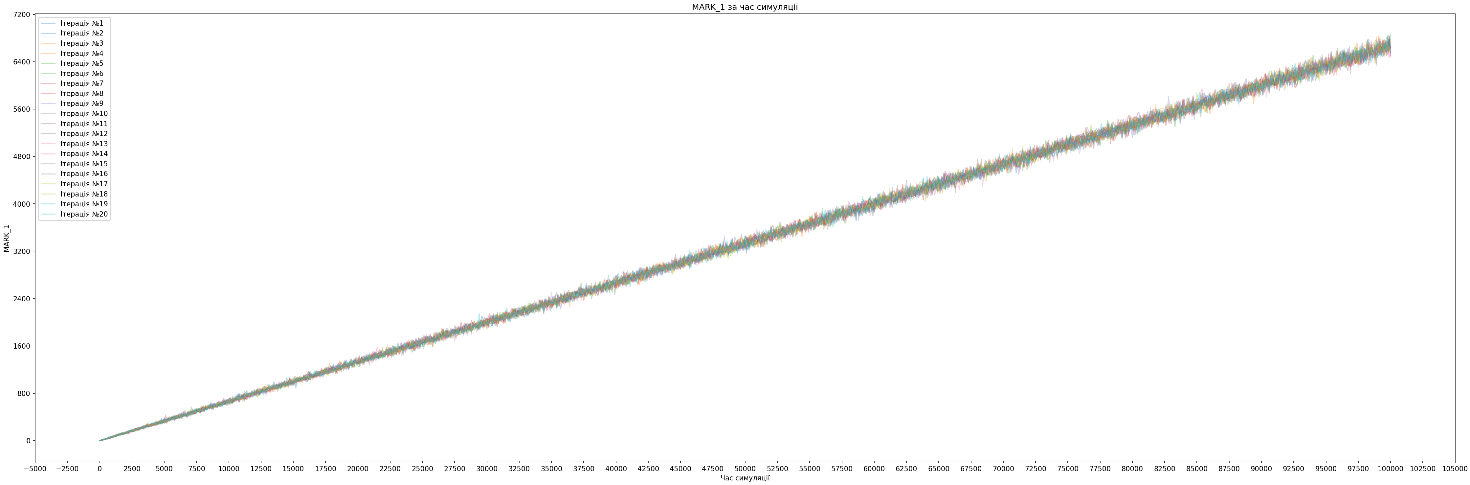 MARK_1 за час симуляції
7200
6400
5600
4800
4000
3200
2400
1600
800
0
MARK_1
Ітерація №1
Ітерація №2
Ітерація №3
Ітерація №4
Ітерація №5
Ітерація №6
Ітерація №7
Ітерація №8
Ітерація №9
Ітерація №10
Ітерація №11
Ітерація №12
Ітерація №13
Ітерація №14
Ітерація №15
Ітерація №16
Ітерація №17
Ітерація №18
Ітерація №19
Ітерація №20
−5000 −2500 0 2500 5000 7500 10000 12500 15000 17500 20000 22500 25000 27500 30000 32500 35000 37500 40000 42500 45000 47500 50000 52500 55000 57500 60000 62500 65000 67500 70000 72500 75000 77500 80000 82500 85000 87500 90000 92500 95000 97500 100000 102500 105000
Час симуляції